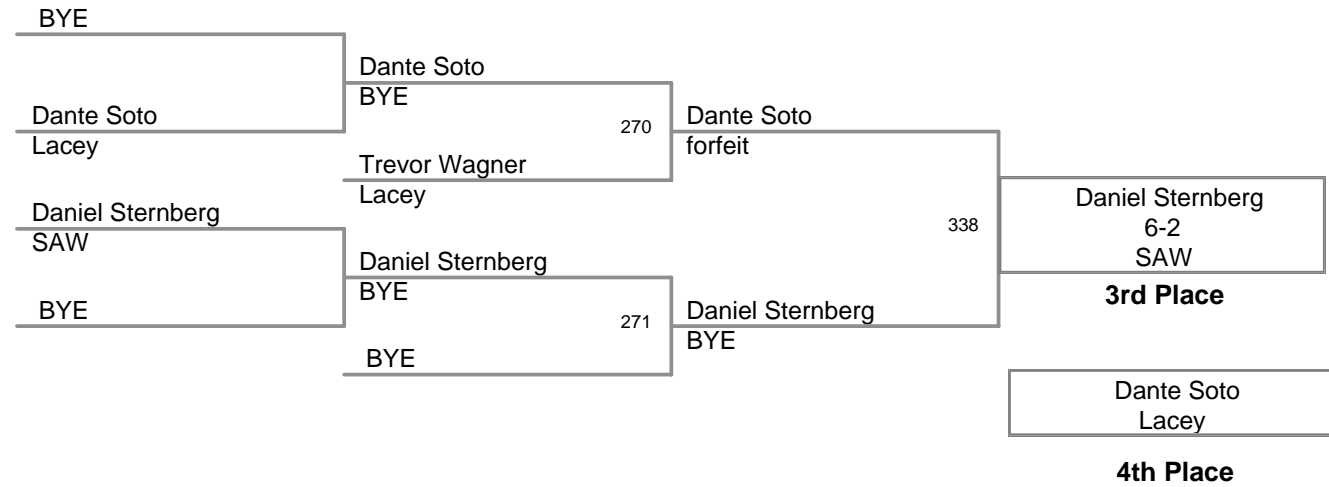 BYE
Dante Soto
BYE
Dante Soto
Lacey
270
Dante Soto
forfeit
Trevor Wagner
Lacey
Daniel Sternberg
SAW
338
Daniel Sternberg
6-2
SAW
3rd Place
Daniel Sternberg
BYE
BYE
271
Daniel Sternberg
BYE
BYE
Dante Soto
Lacey
4th Place